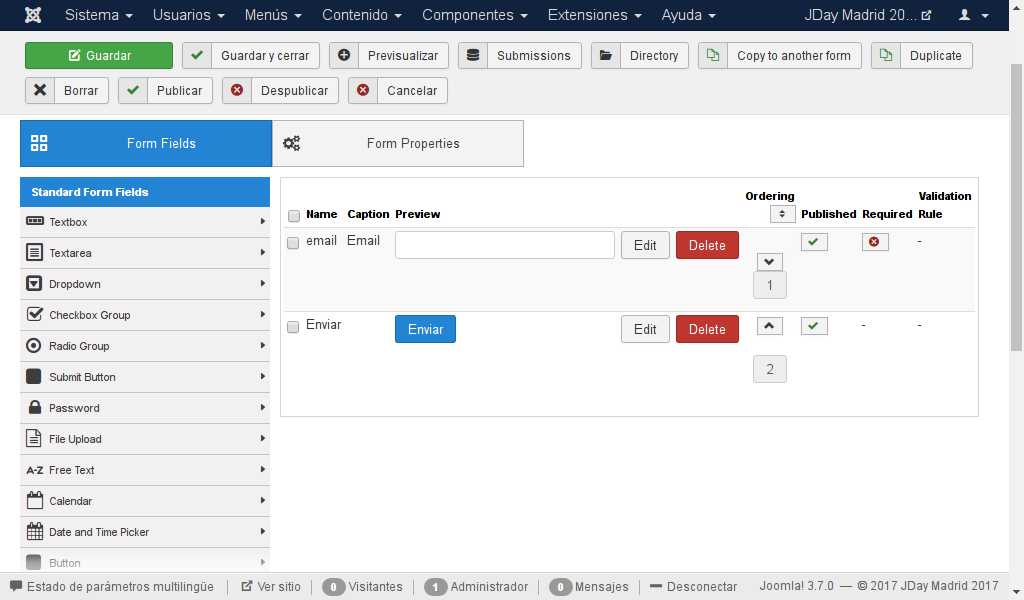 Sistema Usuarios Menús Contenido Componentes Extensiones Ayuda JDay Madrid 20...
Guardar Guardar y cerrar Previsualizar Submissions Directory Copy to another form Duplicate
Borrar Publicar Despublicar Cancelar
Form Fields Form Properties
Standard Form Fields
Textbox
Textarea
Dropdown
Checkbox Group
Radio Group
Submit Button
Password
File Upload
A-Z Free Text
Calendar
Date and Time Picker
Button
Ordering Validation
Name Caption Preview Published Required Rule
email Email Edit Delete -
1
Enviar Enviar Edit Delete - -
2
Estado de parámetros multilingüe Ver sitio 0 Visitantes 1 Administrador 0 Mensajes Desconectar Joomla! 3.7.0 — © 2017 JDay Madrid 2017